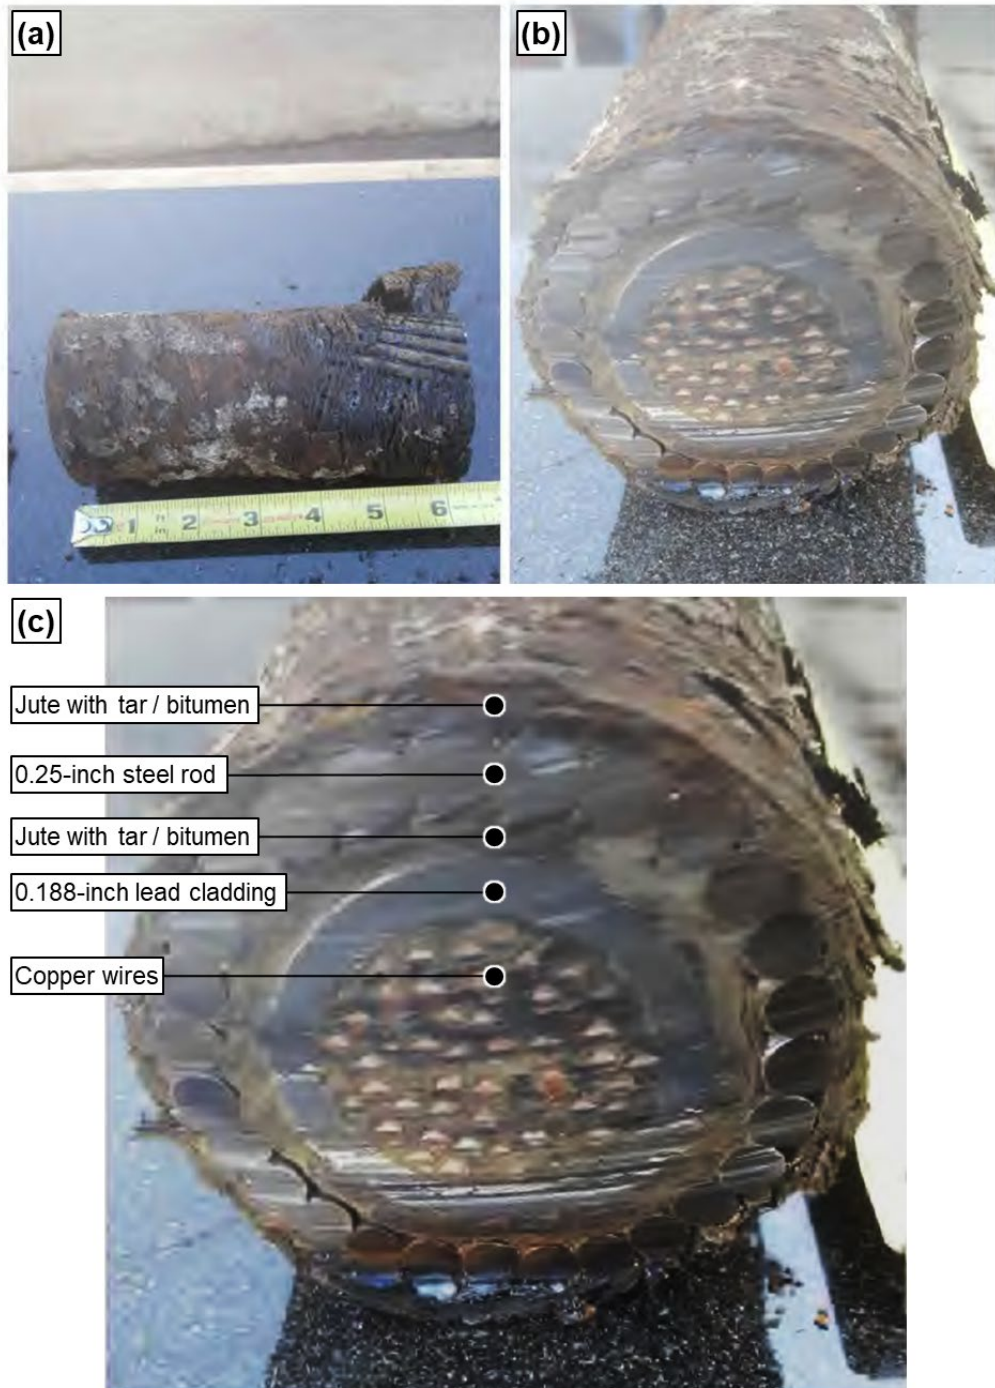 (a)
(b)
1 2 3 4 5 6
(c)
Jute with tar / bitumen
0.25-inch steel rod
Jute with tar / bitumen
0.188-inch lead cladding
Copper wires